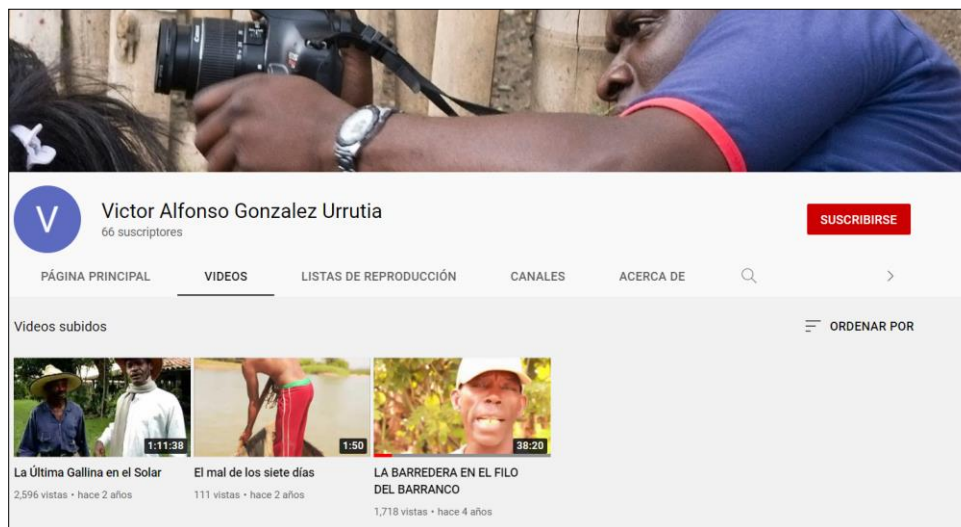 Canon
V
Victor Alfonso Gonzalez Urrutia
66 suscriptores
SUSCRIBIRSE
PÁGINA PRINCIPAL VIDEOS LISTAS DE REPRODUCCIÓN CANALES ACERCA DE
Videos subidos
ORDENAR POR
1:11:38
1:50
38:20
La Última Gallina en el Solar
2,596 vistas • hace 2 años
El mal de los siete días
111 vistas • hace 2 años
LA BARREDERA EN EL FILO
DEL BARRANCO
1,718 vistas • hace 4 años